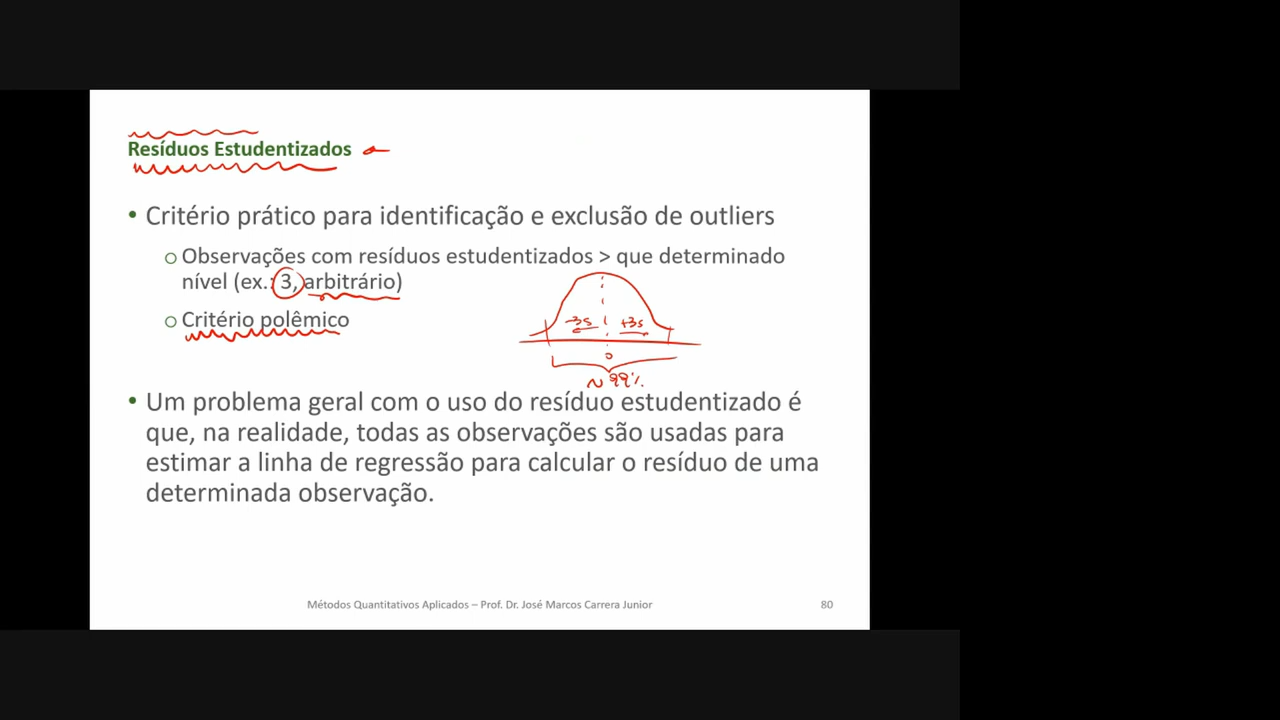 Resíduos Estudentizados
• Critério prático para identificação e exclusão de outliers
o Observações com resíduos estudentizados > que determinado
nível (ex.: 3, arbitrário)
o Critério polêmico
-3s +3s
0
~99%
• Um problema geral com o uso do resíduo estudentizado é
que, na realidade, todas as observações são usadas para
estimar a linha de regressão para calcular o resíduo de uma
determinada observação.
Métodos Quantitativos Aplicados – Prof. Dr. José Marcos Carrera Junior 80